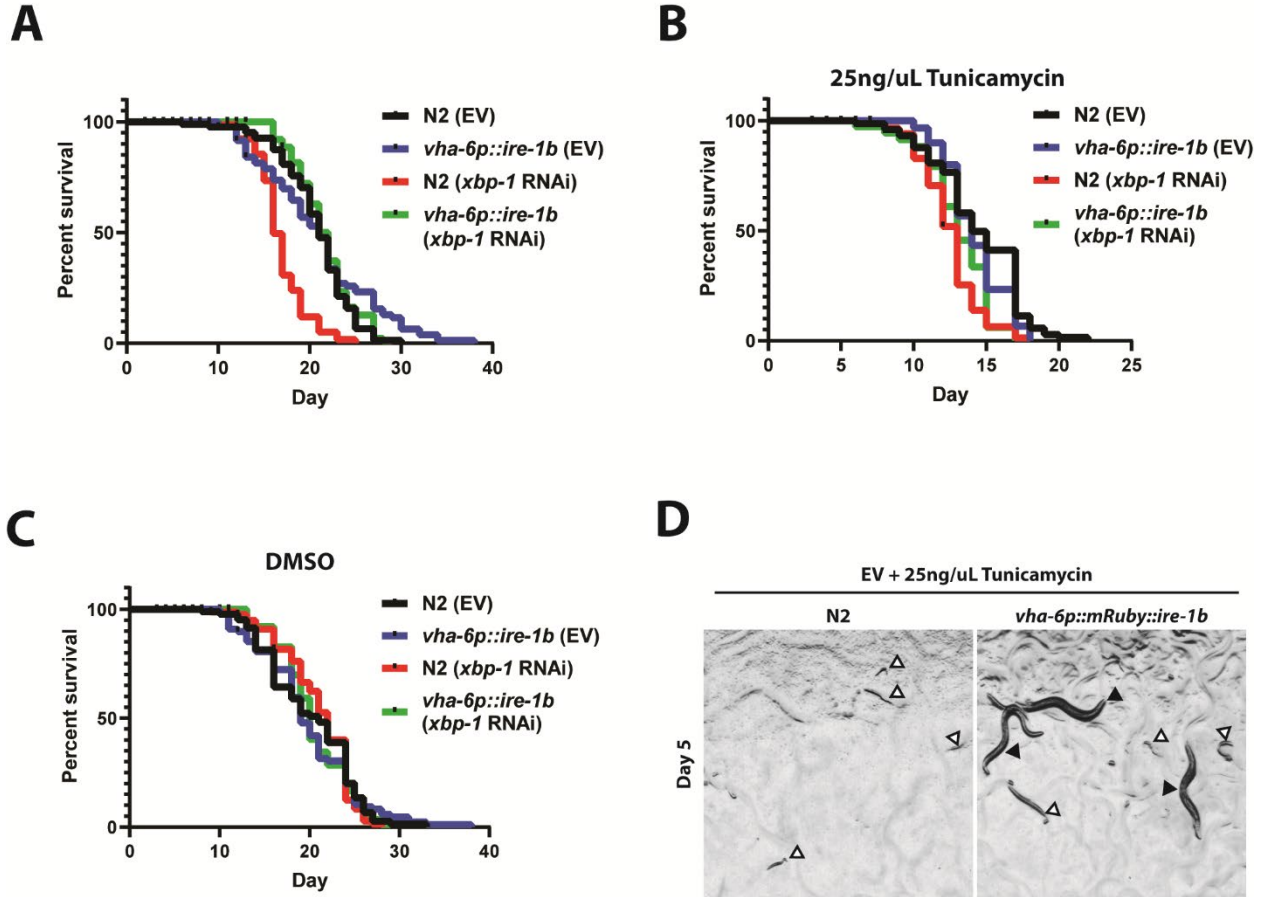 A
Percent survival
100
50
0
0 10 20 30 40
Day
N2 (EV)
vha-6p::ire-1b (EV)
N2 (xbp-1 RNAi)
vha-6p::ire-1b
(xbp-1 RNAi)
B
25ng/uL Tunicamycin
Percent survival
100
50
0
0 5 10 15 20 25
Day
N2 (EV)
vha-6p::ire-1b (EV)
N2 (xbp-1 RNAi)
vha-6p::ire-1b
(xbp-1 RNAi)
C
DMSO
Percent survival
100
50
0
0 10 20 30 40
Day
N2 (EV)
vha-6p::ire-1b (EV)
N2 (xbp-1 RNAi)
vha-6p::ire-1b
(xbp-1 RNAi)
D
EV + 25ng/uL Tunicamycin
N2 vha-6p::mRuby::ire-1b
Day 5